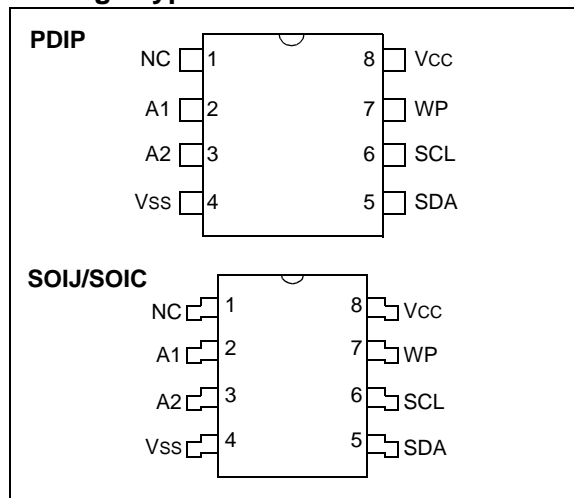 PDIP
NC 1 8 VCC
A1 2 7 WP
A2 3 6 SCL
VSS 4 5 SDA
SOIJ/SOIC
NC 1 8 VCC
A1 2 7 WP
A2 3 6 SCL
VSS 4 5 SDA